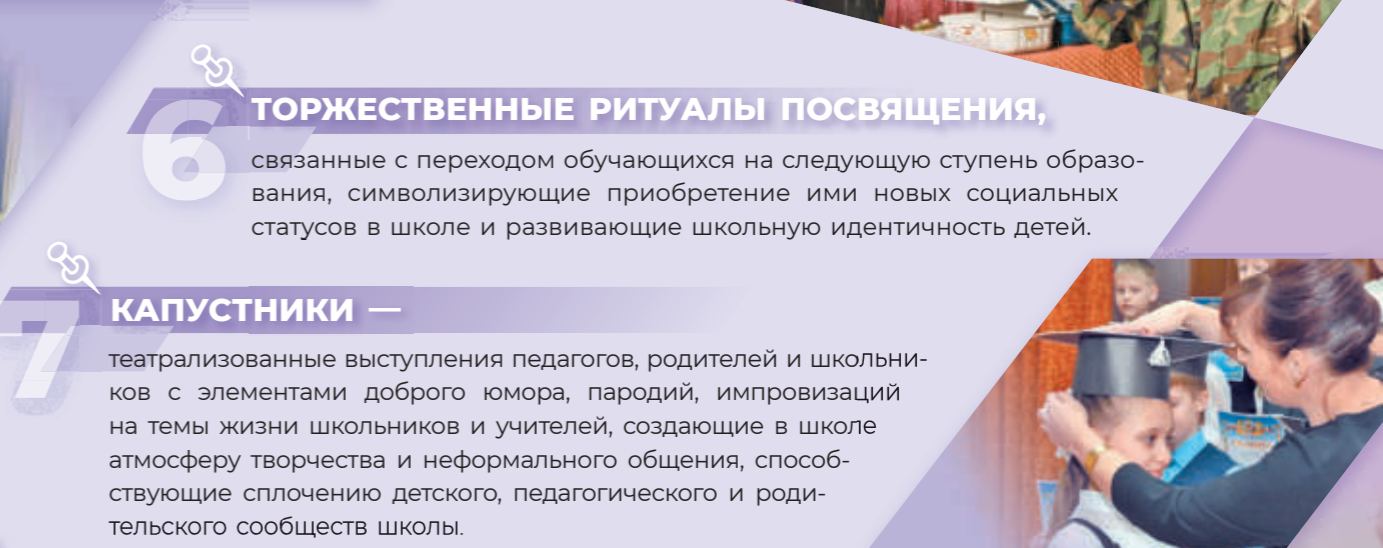 6
ТОРЖЕСТВЕННЫЕ РИТУАЛЫ ПОСВЯЩЕНИЯ,
связанные с переходом обучающихся на следующую ступень образо-
вания, символизирующие приобретение ими новых социальных
статусов в школе и развивающие школьную идентичность детей.
7
КАПУСТНИКИ —
театрализованные выступления педагогов, родителей и школьни-
ков с элементами доброго юмора, пародий, импровизаций
на темы жизни школьников и учителей, создающие в школе
атмосферу творчества и неформального общения, способ-
ствующие сплочению детского, педагогического и роди-
тельского сообществ школы.